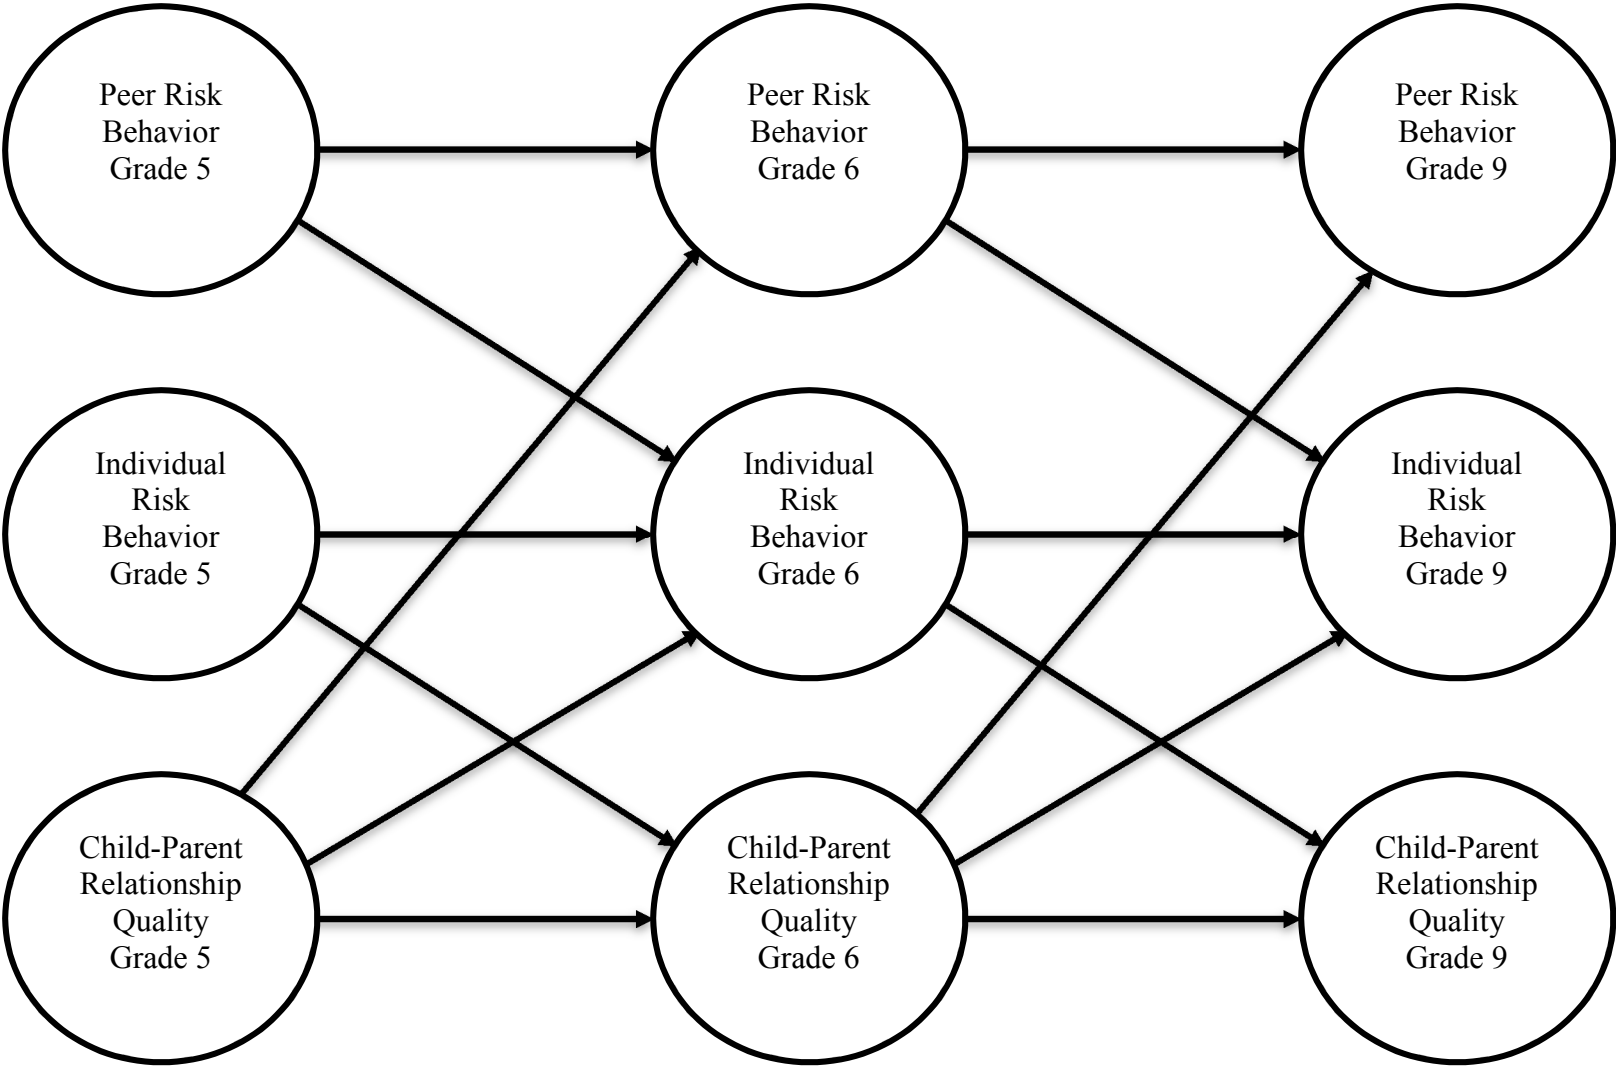 Peer Risk
Behavior
Grade 5
Peer Risk
Behavior
Grade 6
Peer Risk
Behavior
Grade 9
Individual
Risk
Behavior
Grade 5
Individual
Risk
Behavior
Grade 6
Individual
Risk
Behavior
Grade 9
Child-Parent
Relationship
Quality
Grade 5
Child-Parent
Relationship
Quality
Grade 6
Child-Parent
Relationship
Quality
Grade 9